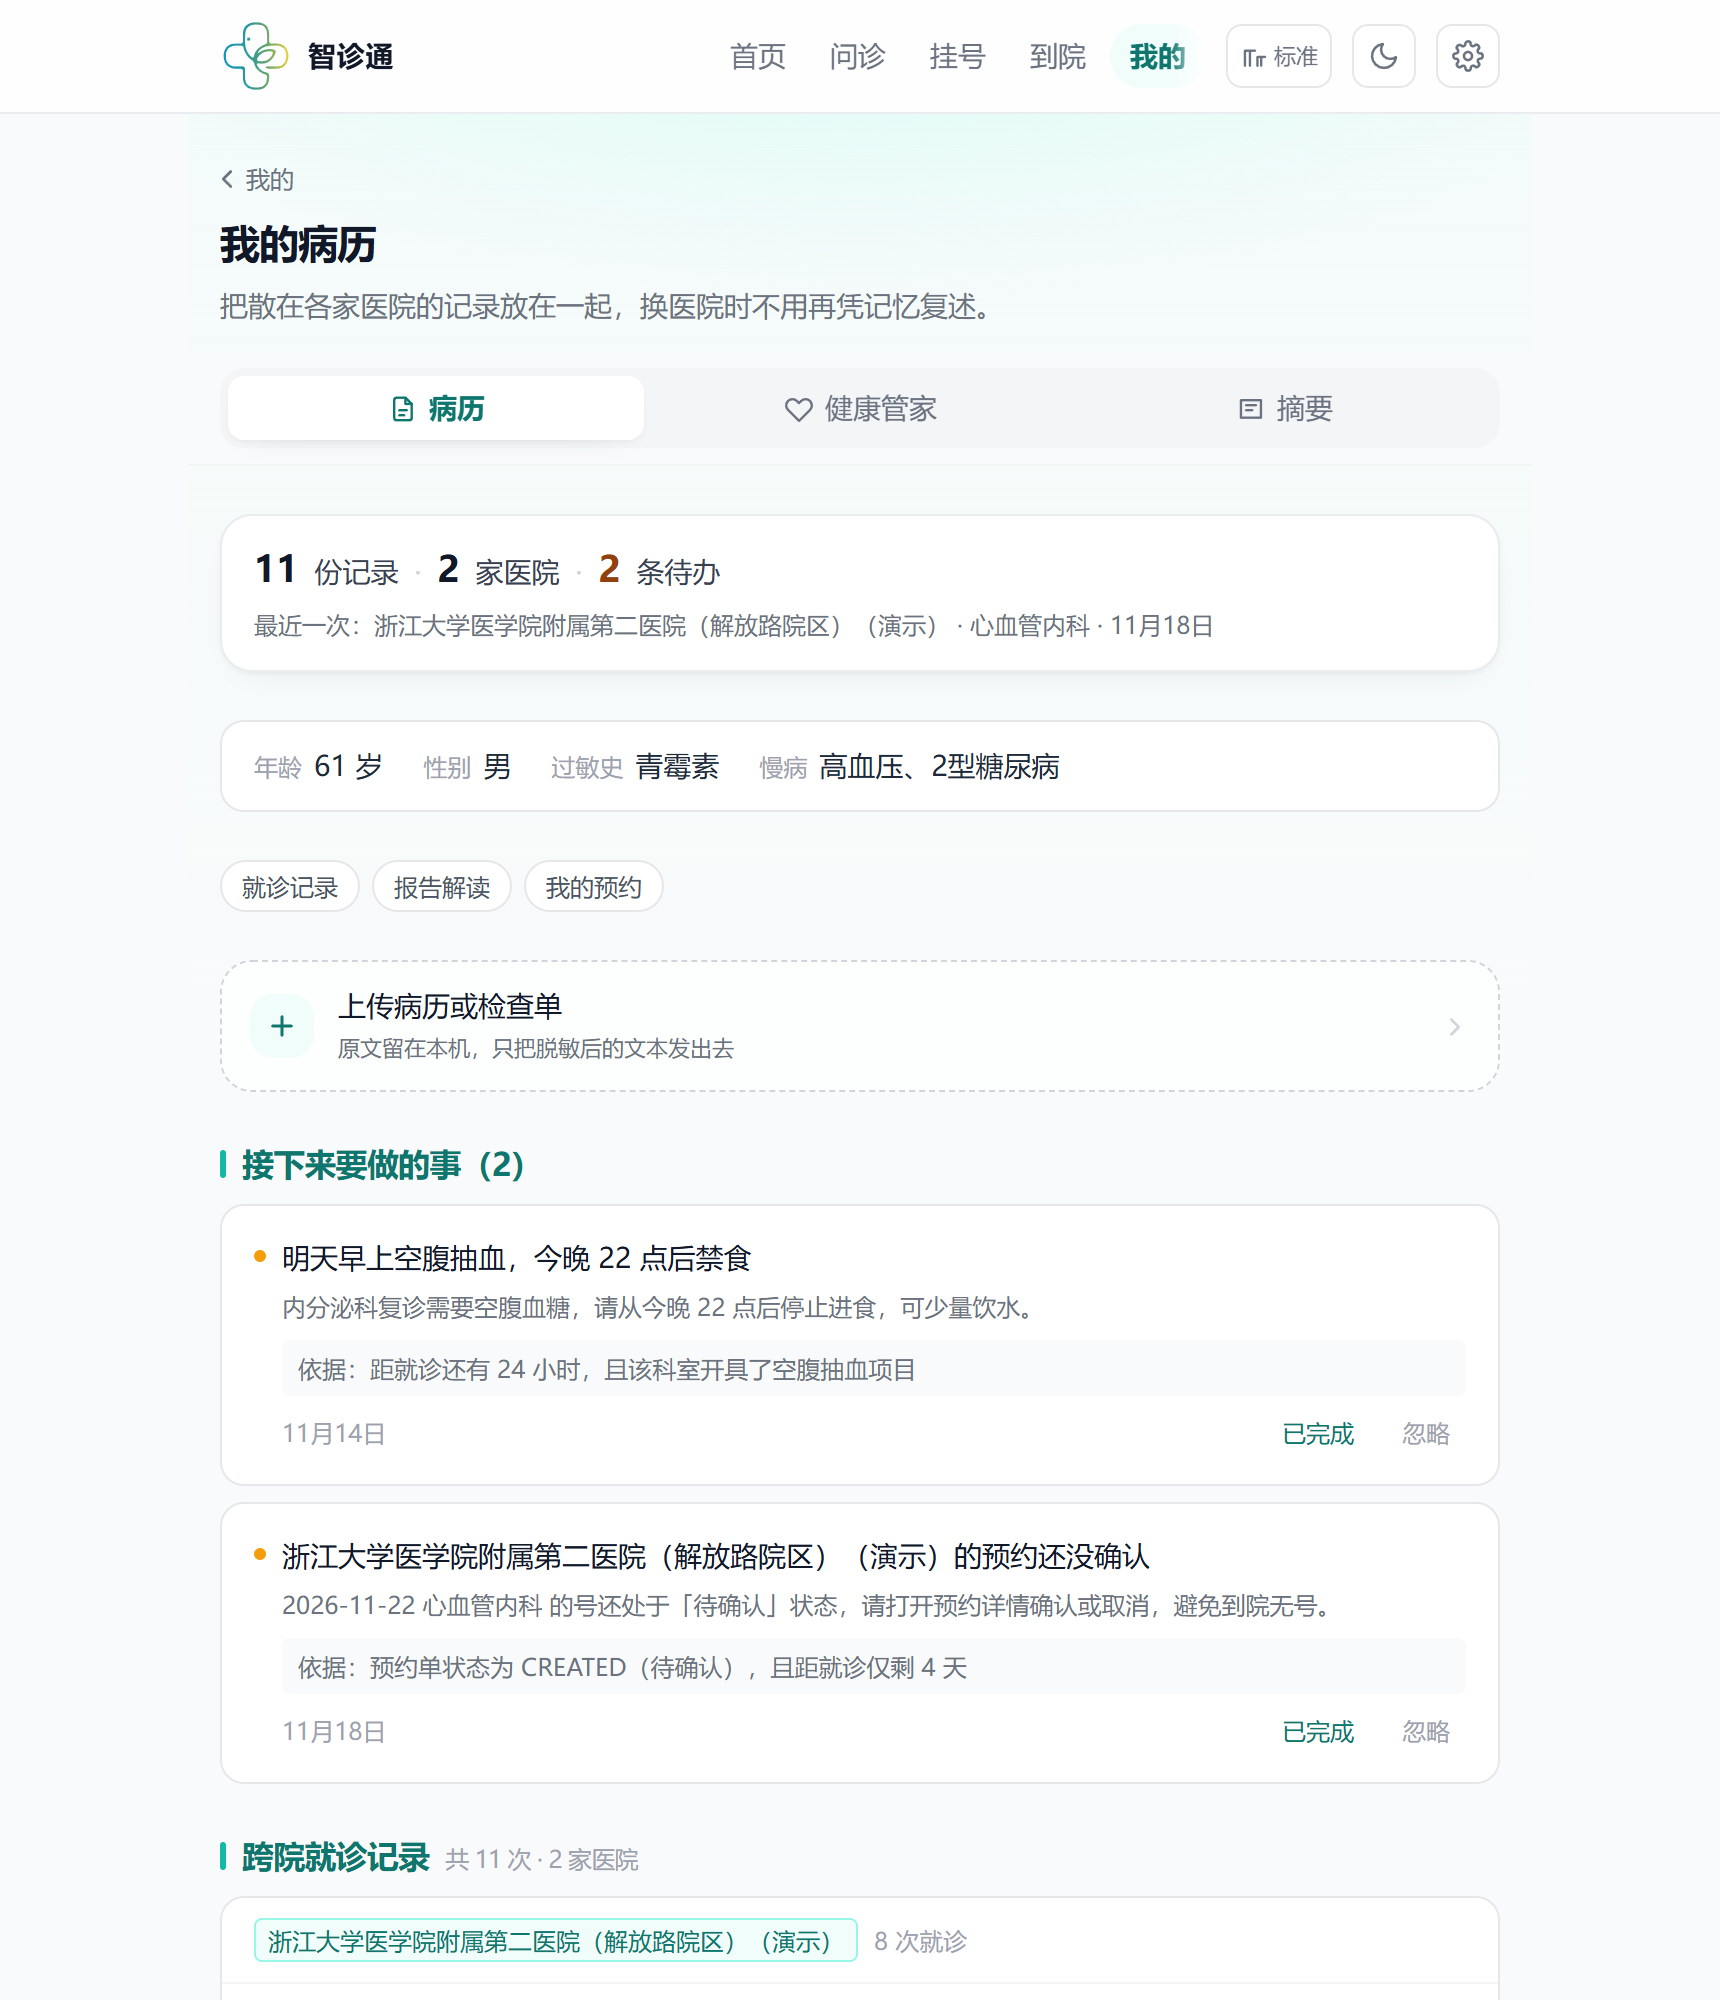 智诊通
首页 问诊 挂号 到院 我的 标准
我的
我的病历
把散在各家医院的记录放在一起，换医院时不用再凭记忆复述。
病历 健康管家 摘要
11 份记录 · 2 家医院 · 2 条待办
最近一次：浙江大学医学院附属第二医院（解放路院区）（演示） · 心血管内科 · 11月18日
年龄 61 岁 性别 男 过敏史 青霉素 慢病 高血压、2型糖尿病
就诊记录 报告解读 我的预约
上传病历或检查单
原文留在本机，只把脱敏后的文本发出去
接下来要做的事（2）
明天早上空腹抽血，今晚 22 点后禁食
内分泌科复诊需要空腹血糖，请从今晚 22 点后停止进食，可少量饮水。
依据：距就诊还有 24 小时，且该科室开具了空腹抽血项目
11月14日 已完成 忽略
浙江大学医学院附属第二医院（解放路院区）（演示）的预约还没确认
2026-11-22 心血管内科 的号还处于「待确认」状态，请打开预约详情确认或取消，避免到院无号。
依据：预约单状态为 CREATED（待确认），且距就诊仅剩 4 天
11月18日 已完成 忽略
跨院就诊记录 共 11 次 · 2 家医院
浙江大学医学院附属第二医院（解放路院区）（演示） 8 次就诊